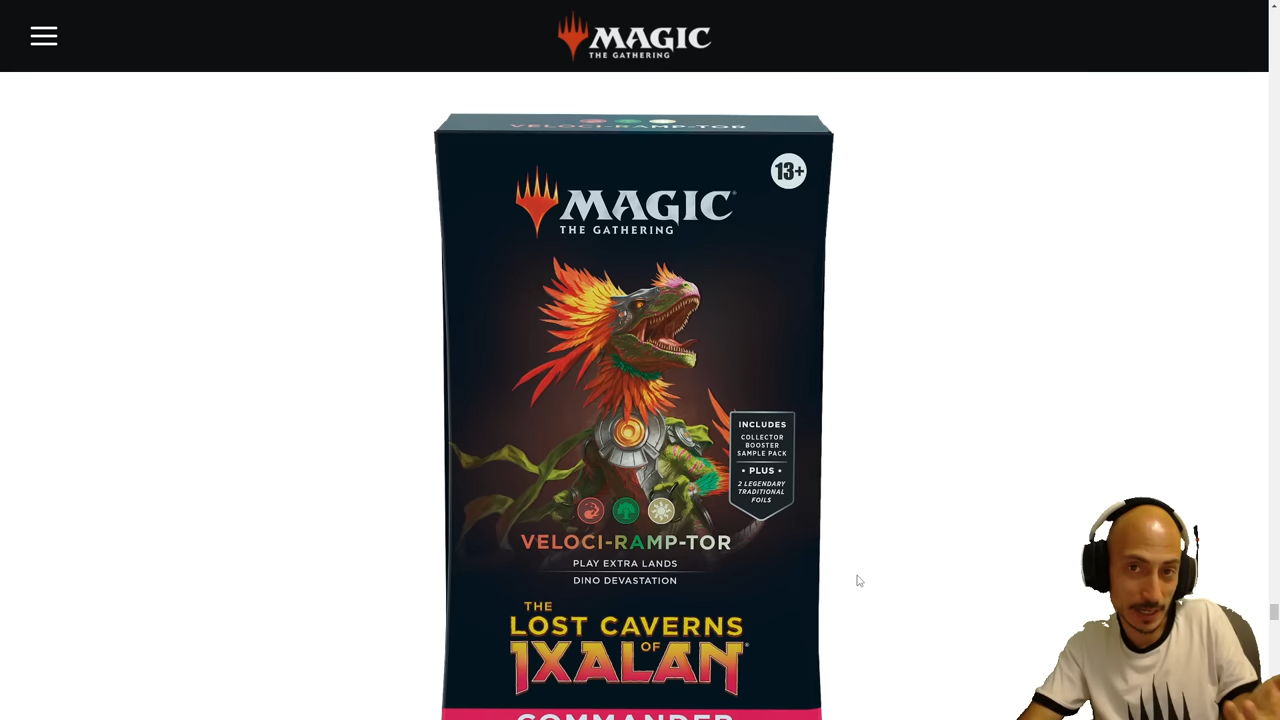 MAGIC
THE GATHERING
VELOCI-RAMP-TOR
13+
MAGIC
THE GATHERING
INCLUDES
COLLECTOR
BOOSTER
SAMPLE PACK
• PLUS •
2 LEGENDARY
TRADITIONAL
FOILS
VELOCI-RAMP-TOR
PLAY EXTRA LANDS
DINO DEVASTATION
THE
LOST CAVERNS
OF
IXALAN
COMMANDER